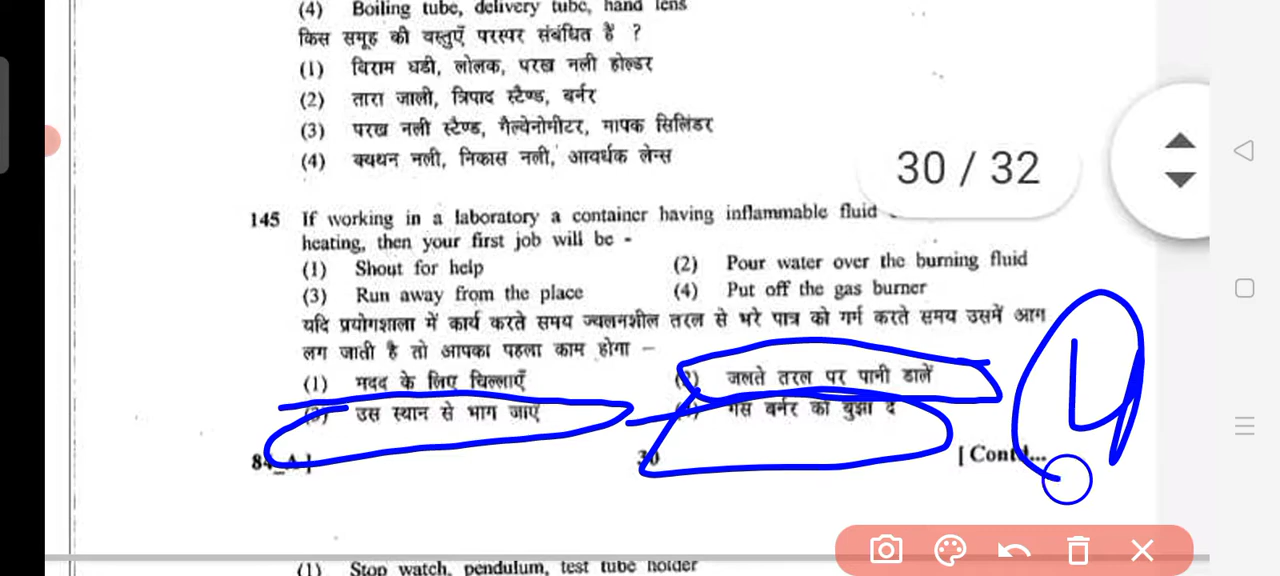 (4) Boiling tube, delivery tube, hand lens
किस समूह की वस्तुएँ परस्पर संबंधित हैं ?
(1) विराम घडी, लोलक, परख नली होल्डर
(2) तारा जाली, त्रिपाद स्टैण्ड, बर्नर
(3) परख नली स्टैण्ड, गैल्वेनोमीटर, मापक सिलिंडर
(4) क्वथन नली, निकास नली, आवर्धक लेन्स
30 / 32
145 If working in a laboratory a container having inflammable fluid
heating, then your first job will be -
(1) Shout for help (2) Pour water over the burning fluid
(3) Run away from the place (4) Put off the gas burner
यदि प्रयोगशाला में कार्य करते समय ज्वलनशील तरल से भरे पात्र को गर्म करते समय उसमें आग
लग जाती है तो आपका पहला काम होगा –
(1) मदद के लिए चिल्लाएँ (2) जलते तरल पर पानी डालें
(3) उस स्थान से भाग जाएं गैस बर्नर को बुझा दें
84_A ] 30 [ Contd...
(1) Stop watch, pendulum, test tube holder